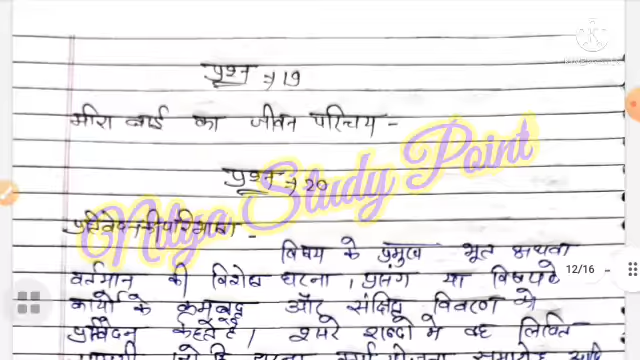 प्रश्न → 19
मीरा बाई का जीवन परिचय -
प्रश्न → 20
Nitya Study Point
प्रतिवेदन की परिभाषा -
विषय के प्रमुख भूत अथवा
वर्तमान की विशेष घटना, प्रसंग या विषय के
12/16
कार्यो के क्रमबद्ध और संक्षिप्त विवरण को
प्रतिवेदन कहते है। दूसरे शब्दो में वह लिखित